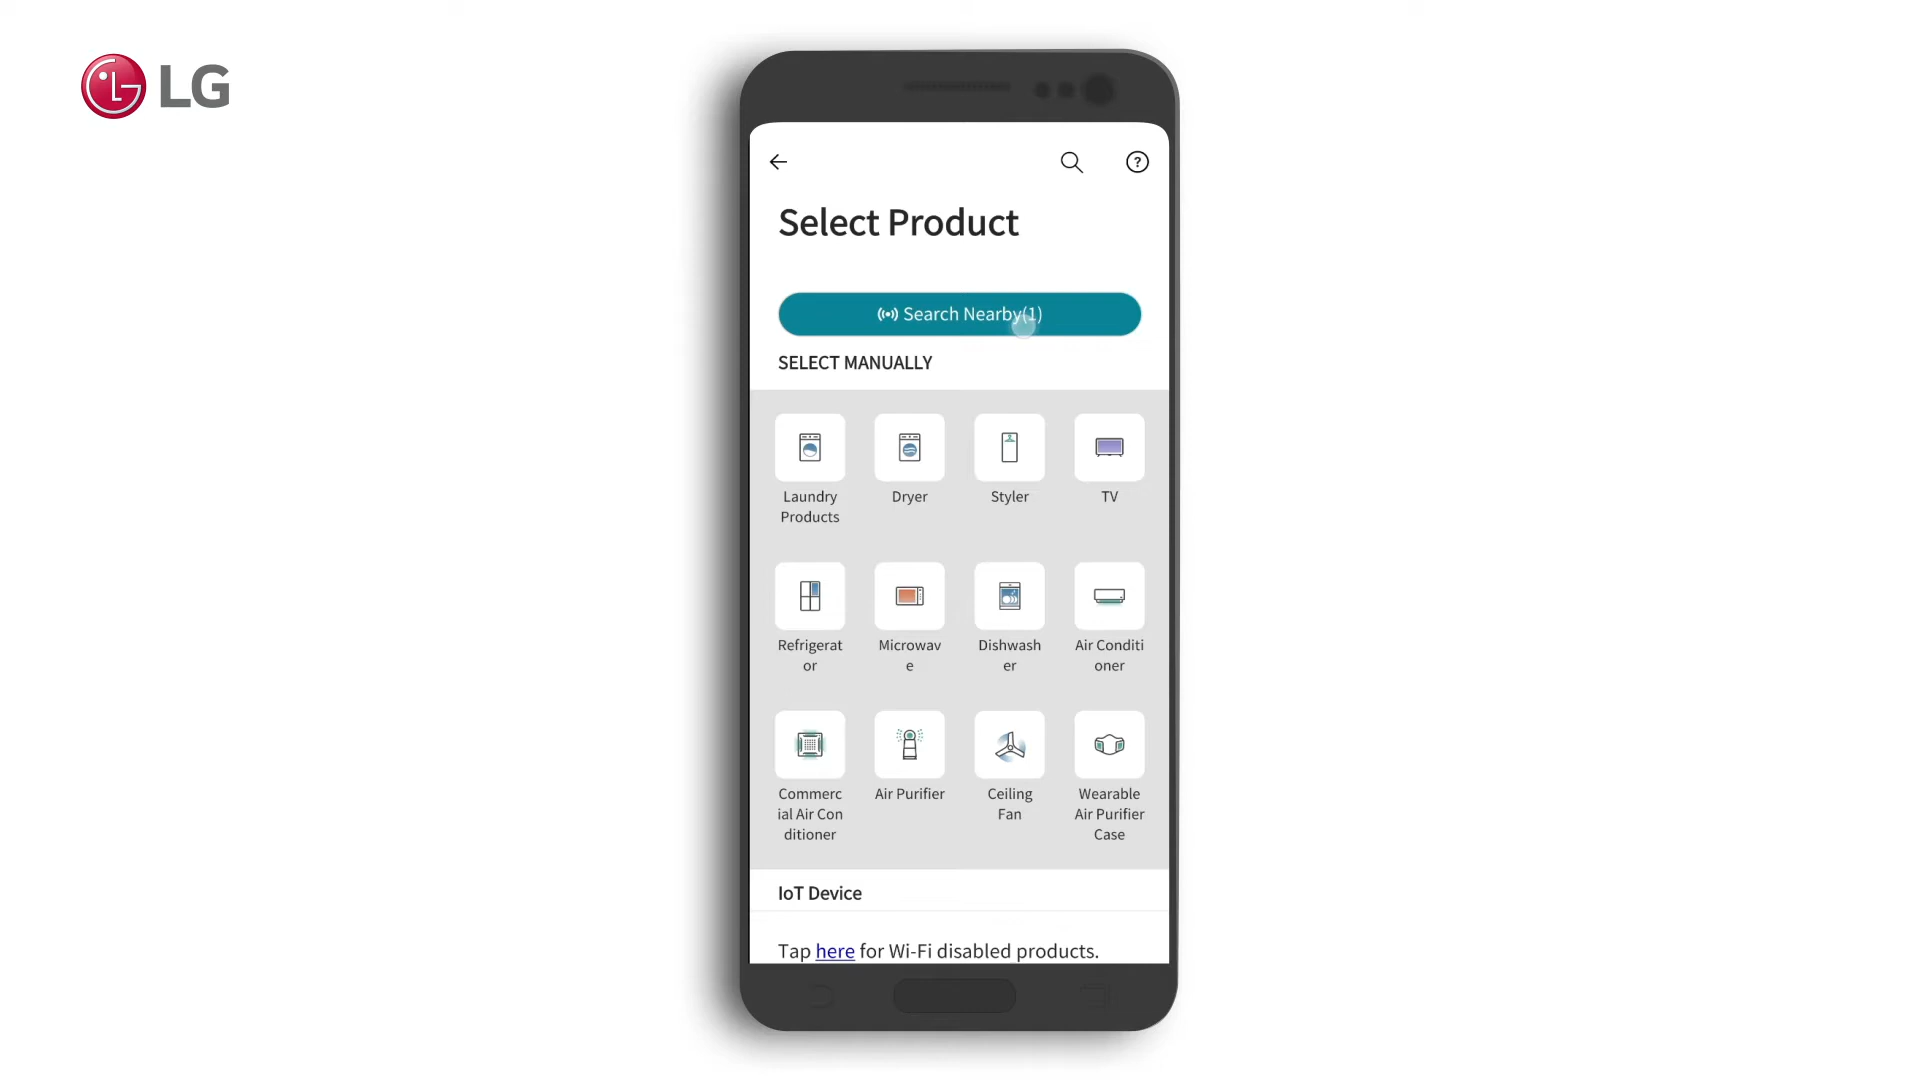 LG
Select Product
Search Nearby(1)
SELECT MANUALLY
Laundry
Products
Dryer
Styler
TV
Refrigerat
or
Microwav
e
Dishwash
er
Air Conditi
oner
Commerc
ial Air Con
ditioner
Air Purifier
Ceiling
Fan
Wearable
Air Purifier
Case
IoT Device
Tap here for Wi-Fi disabled products.